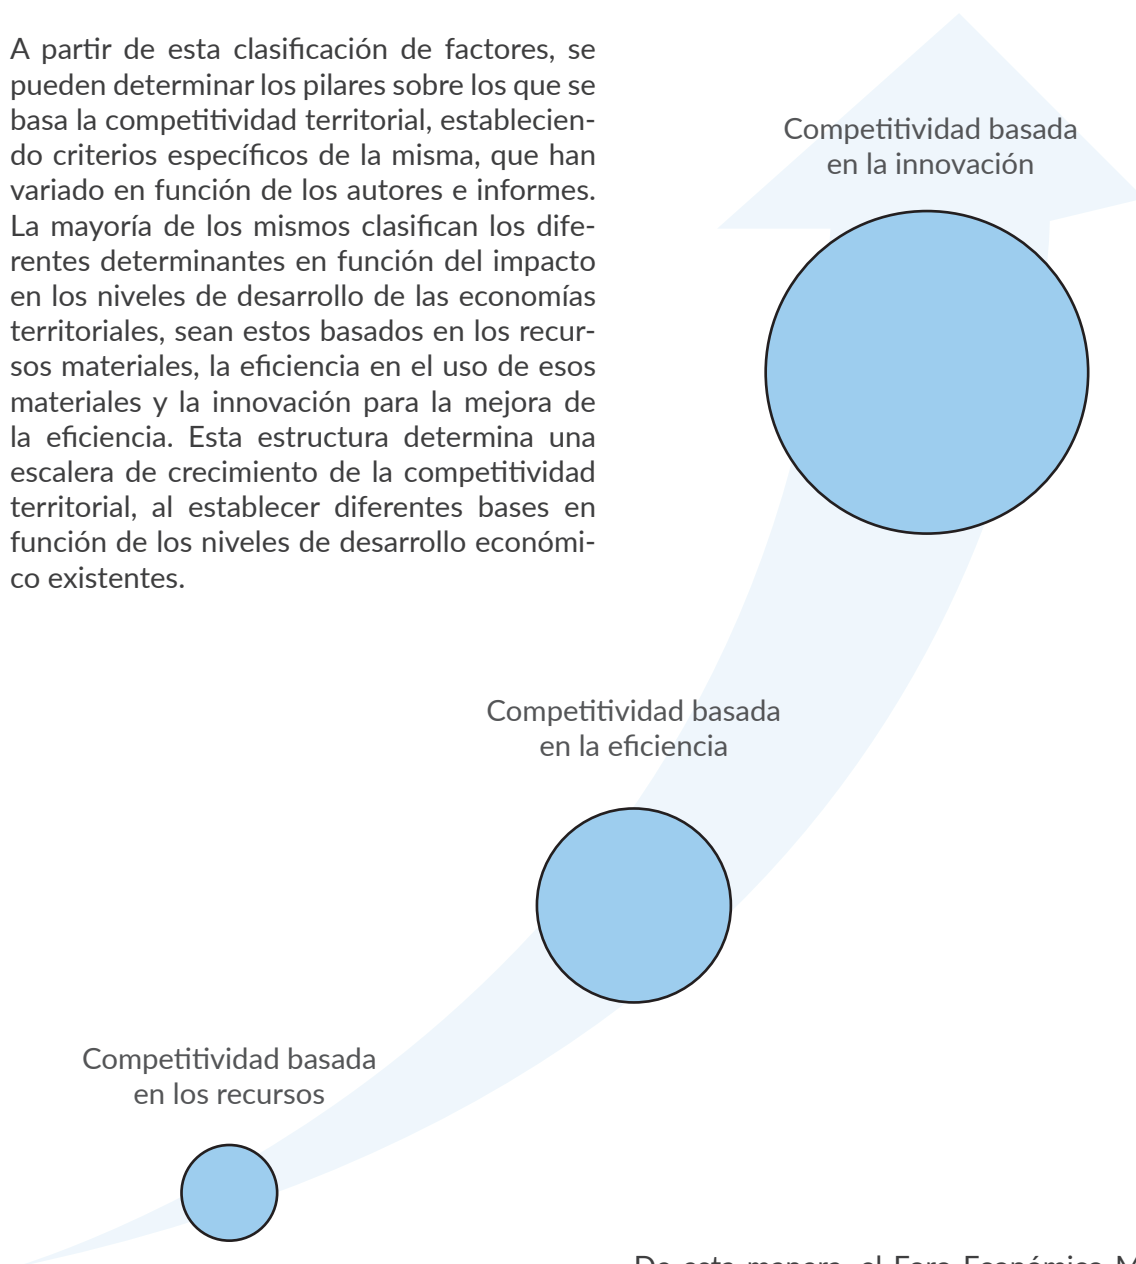 A partir de esta clasificación de factores, se
pueden determinar los pilares sobre los que se
basa la competitividad territorial, establecien-
do criterios específicos de la misma, que han
variado en función de los autores e informes.
La mayoría de los mismos clasifican los dife-
rentes determinantes en función del impacto
en los niveles de desarrollo de las economías
territoriales, sean estos basados en los recur-
sos materiales, la eficiencia en el uso de esos
materiales y la innovación para la mejora de
la eficiencia. Esta estructura determina una
escalera de crecimiento de la competitividad
territorial, al establecer diferentes bases en
función de los niveles de desarrollo económi-
co existentes.
Competitividad basada
en la innovación
Competitividad basada
en la eficiencia
Competitividad basada
en los recursos
De esta manera, el Foro Económico